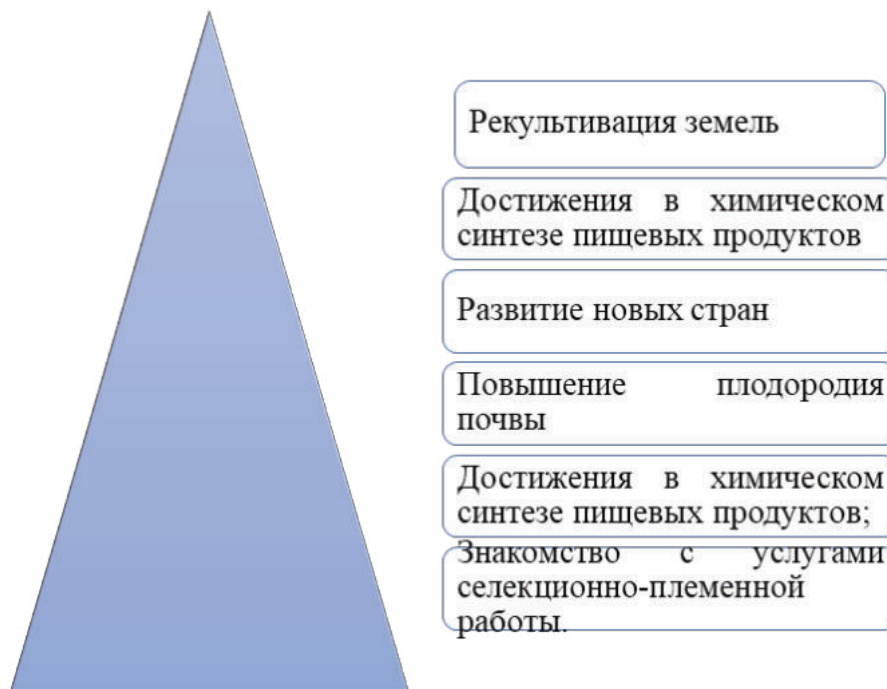 Рекультивация земель
Достижения в химическом
синтезе пищевых продуктов
Развитие новых стран
Повышение плодородия
почвы
Достижения в химическом
синтезе пищевых продуктов;
Знакомство с услугами
селекционно-племенной
работы.